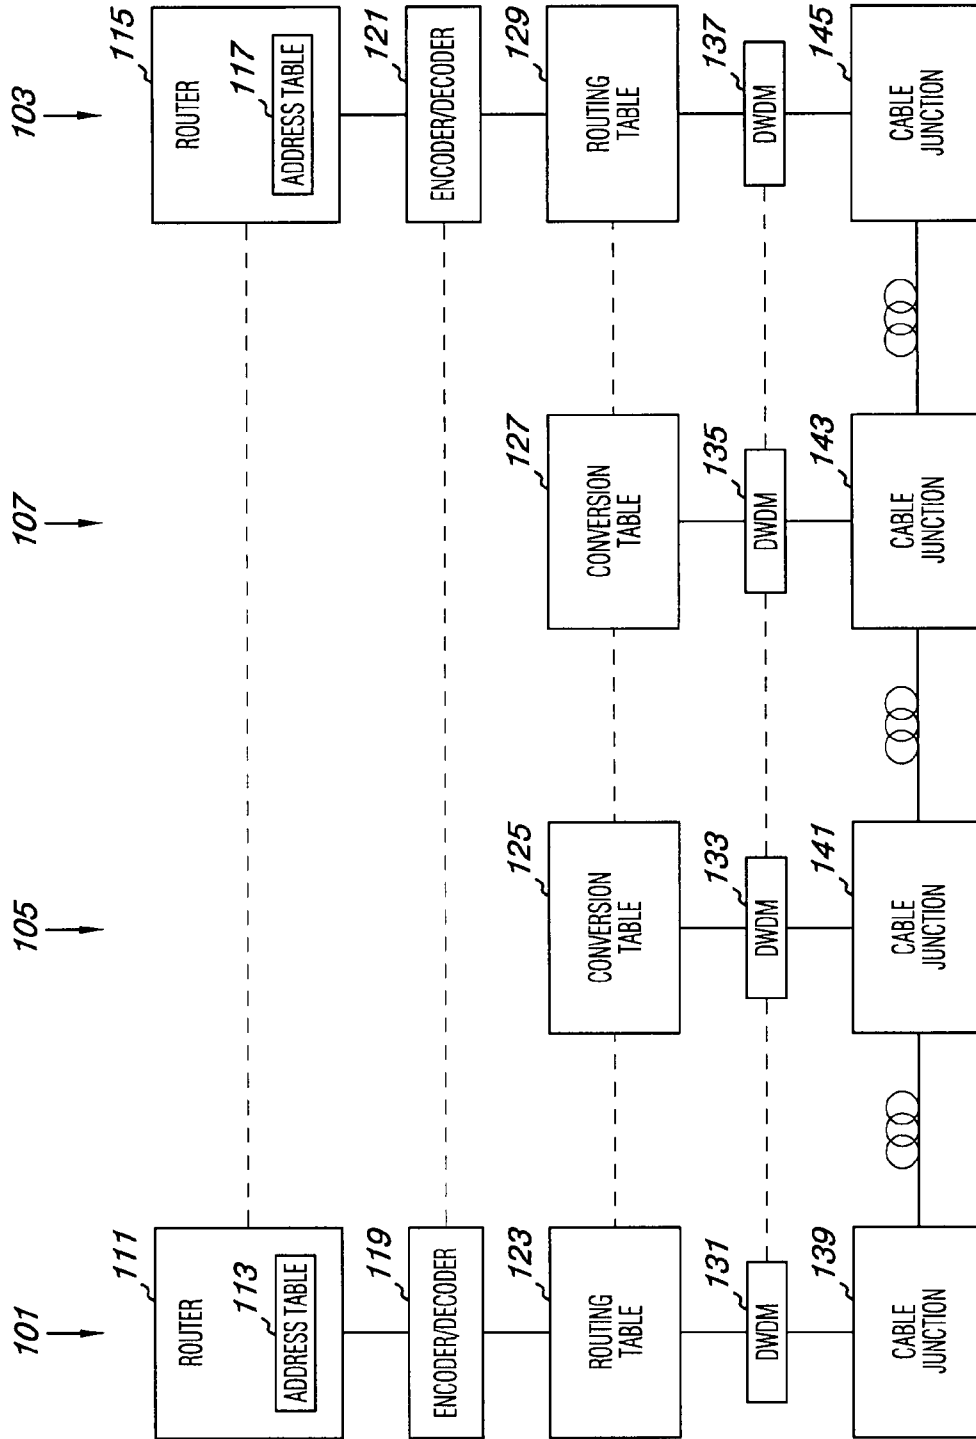 101
105
107
103
111
ROUTER
113
ADDRESS TABLE
115
ROUTER
117
ADDRESS TABLE
119
ENCODER/DECODER
121
ENCODER/DECODER
123
ROUTING
TABLE
125
CONVERSION
TABLE
127
CONVERSION
TABLE
129
ROUTING
TABLE
131
DWDM
133
DWDM
135
DWDM
137
DWDM
139
CABLE
JUNCTION
141
CABLE
JUNCTION
143
CABLE
JUNCTION
145
CABLE
JUNCTION